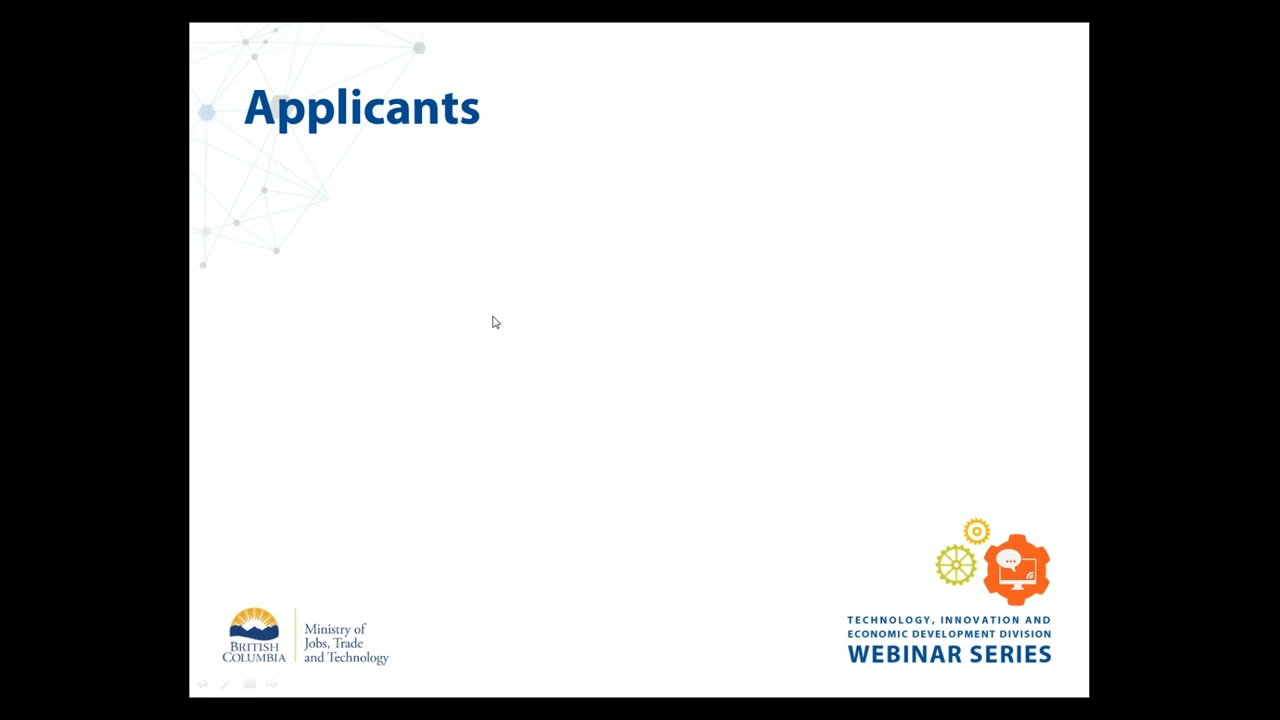 Applicants
BRITISH
COLUMBIA
Ministry of
Jobs, Trade
and Technology
TECHNOLOGY, INNOVATION AND
ECONOMIC DEVELOPMENT DIVISION
WEBINAR SERIES